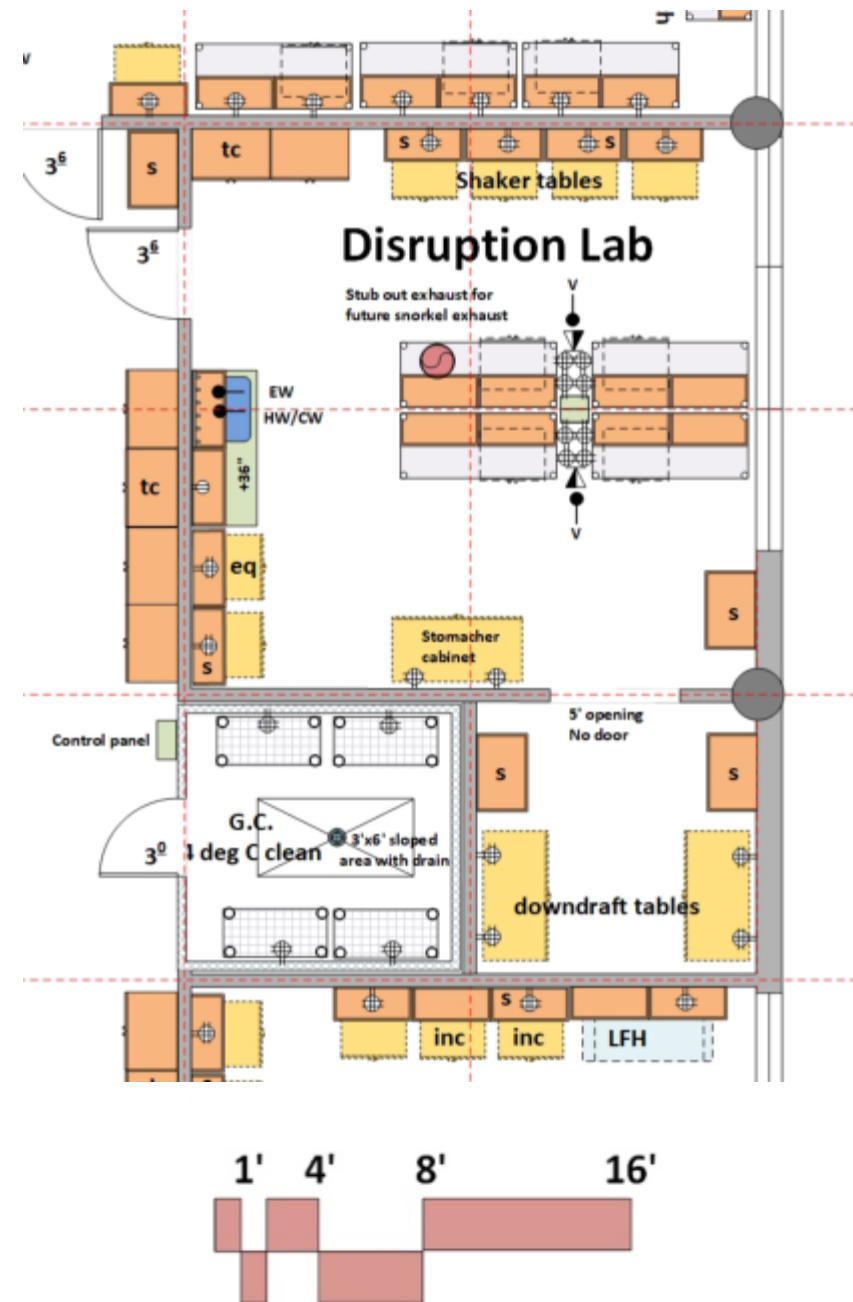 tc
s
3⁶
s
s
Shaker tables
3⁶
Disruption Lab
Stub out exhaust for
future snorkel exhaust
V
EW
HW/CW
+36"
tc
V
eq
s
s
Stomacher
cabinet
5' opening
No door
Control panel
s
s
G.C.
4 deg C clean
3'x6' sloped
area with drain
3⁰
downdraft tables
s
inc
inc
LFH
1' 4' 8' 16'